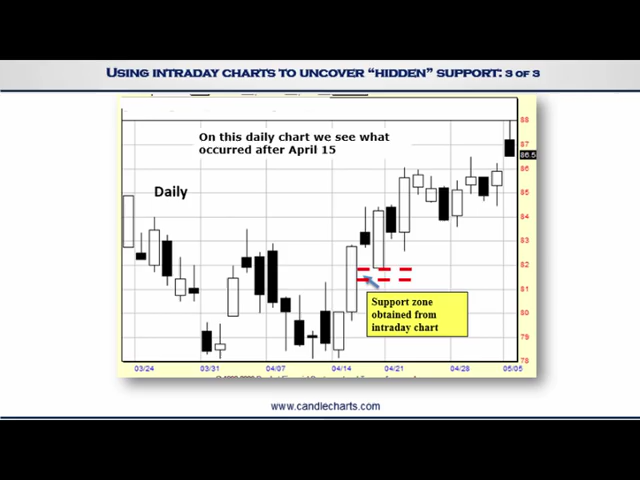 USING INTRADAY CHARTS TO UNCOVER “HIDDEN” SUPPORT: 3 OF 3
On this daily chart we see what
occurred after April 15
Daily
88
87
86.5
86
85
84
83
82
81
80
79
78
Support zone
obtained from
intraday chart
03/24 03/31 04/07 04/14 04/21 04/28 05/05
www.candlecharts.com